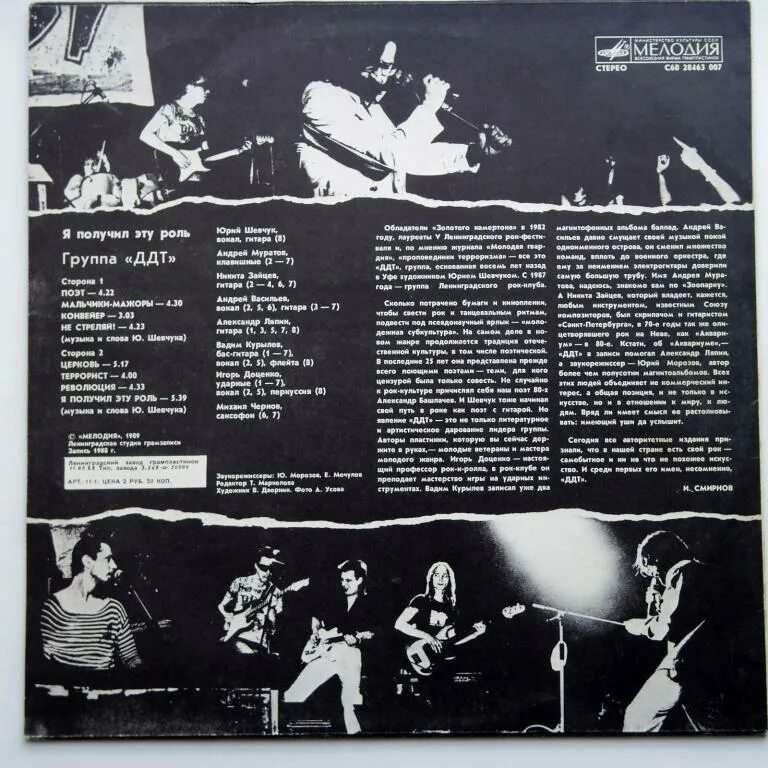 МИНИСТЕРСТВО КУЛЬТУРЫ СССР
МЕЛОДИЯ
ВСЕСОЮЗНАЯ ФИРМА ГРАМПЛАСТИНОК
СТЕРЕО
С60 28463 007
Я получил эту роль
Группа «ДДТ»
Сторона 1
ПОЭТ — 4.22
МАЛЬЧИКИ-МАЖОРЫ — 4.30
КОНВЕЙЕР — 3.03
НЕ СТРЕЛЯЙ! — 4.23
(музыка и слова Ю. Шевчука)
Сторона 2
ЦЕРКОВЬ — 5.17
ТЕРРОРИСТ — 4.00
РЕВОЛЮЦИЯ — 4.33
Я ПОЛУЧИЛ ЭТУ РОЛЬ — 5.39
(музыка и слова Ю. Шевчука)
© «МЕЛОДИЯ», 1989
Ленинградская студия грамзаписи
Запись 1988 г.
Ленинградский завод грампластинок
Тип. завода
АРТ. 11-1. ЦЕНА 2 РУБ. 50 КОП.
Юрий Шевчук,
вокал, гитара (8)
Андрей Муратов,
клавишные (2 — 7)
Никита Зайцев,
гитара (2 — 4, 6, 7)
Андрей Васильев,
вокал (2, 5, 6), гитара (3 — 7)
Александр Ляпин,
гитара (1, 3, 5, 7, 8)
Вадим Курылев,
бас-гитара (1 — 7),
вокал (2, 5), флейта (8)
Игорь Доценко,
ударные (1 — 7),
вокал (2, 5), перкуссия (8)
Михаил Чернов,
саксофон (6, 7)
Звукорежиссеры: Ю. Морозов, Е. Мочулов
Редактор Т. Маркелова
Художник В. Дворник. Фото А. Усова
Обладатели «Золотого камертона» в 1982
году, лауреаты V Ленинградского рок-фести-
валя и, по мнению журнала «Молодая гвар-
дия», «проповедники терроризма» — все это
«ДДТ», группа, основанная восемь лет назад
в Уфе художником Юрием Шевчуком. С 1987
года — группа Ленинградского рок-клуба.
Сколько потрачено бумаги и кинопленки,
чтобы свести рок к танцевальным ритмам,
подвести под псевдонаучный ярлык — «моло-
дежная субкультура». На самом деле в но-
вом жанре продолжается традиция отече-
ственной культуры, в том числе поэтической.
В последние 25 лет она представлена прежде
всего поющими поэтами — теми, для кого
цензурой была только совесть. Не случайно
к рок-культуре причислял себя наш поэт 80-х
Александр Башлачев. И Шевчук тоже начинал
свой путь в роке как поэт с гитарой. Но
явление «ДДТ» — это не только литературное
и артистическое дарование лидера группы.
Авторы пластинки, которую вы сейчас дер-
жите в руках, — молодые ветераны и мастера
молодого жанра. Игорь Доценко — настоя-
щий профессор рок-н-ролла, в рок-клубе он
преподает мастерство игры на ударных ин-
струментах. Вадим Курылев записал уже два
магнитофонных альбома баллад. Андрей Ва-
сильев давно смущает своей музыкой покой
одноименного острова, он сменил множество
команд, вплоть до военного оркестра, где
ему за неимением электрогитары доверили
самую большую трубу. Имя Андрея Мура-
това, надеюсь, знакомо вам по «Зоопарку».
А Никита Зайцев, который владеет, кажется,
любым инструментом, известным Союзу
композиторов, был скрипачом и гитаристом
«Санкт-Петербурга», в 70-е годы так же оли-
цетворявшего рок на Неве, как «Аквари-
ум» — в 80-е. Кстати, об «Аквариуме», —
«ДДТ» в записи помогал Александр Ляпин,
а звукорежиссер — Юрий Морозов, автор
более чем полусотни магнитоальбомов. Всех
этих людей объединяет не коммерческий ин-
терес, а общая позиция, и не только в ис-
кусстве, но и в отношении к миру, к лю-
дям. Вряд ли имеет смысл ее растолковы-
вать: имеющий уши да услышит.
Сегодня все авторитетные издания приз-
нали, что в нашей стране есть свой рок —
самобытное и ни на что не похожее искусст-
во. И среди первых его имен, несомненно,
«ДДТ».
И. СМИРНОВ